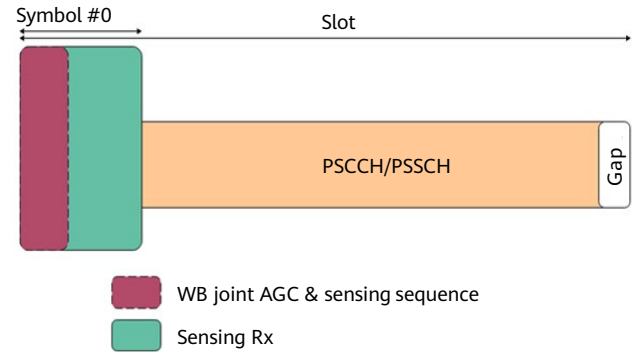 Symbol #0
Slot
PSCCH/PSSCH
Gap
WB joint AGC & sensing sequence
Sensing Rx